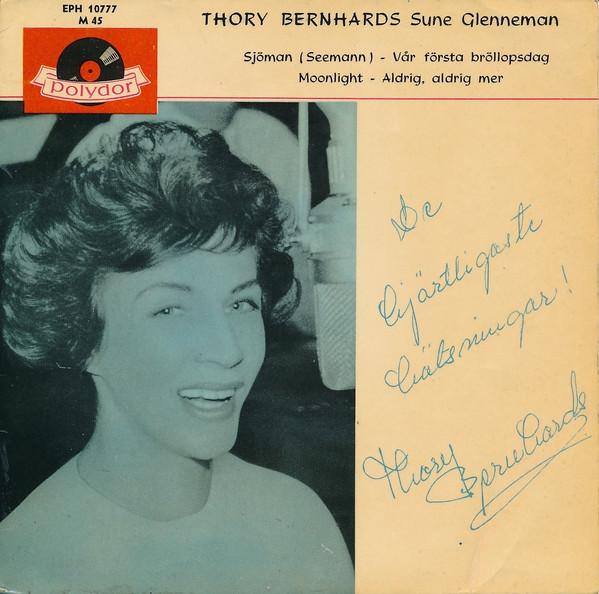 EPH 10777
M 45
polydor
THORY BERNHARDS Sune Glenneman
Sjöman (Seemann) - Vår första bröllopsdag
Moonlight - Aldrig, aldrig mer
De
hjärtligaste
hälsningar!
Thory
Bernhards